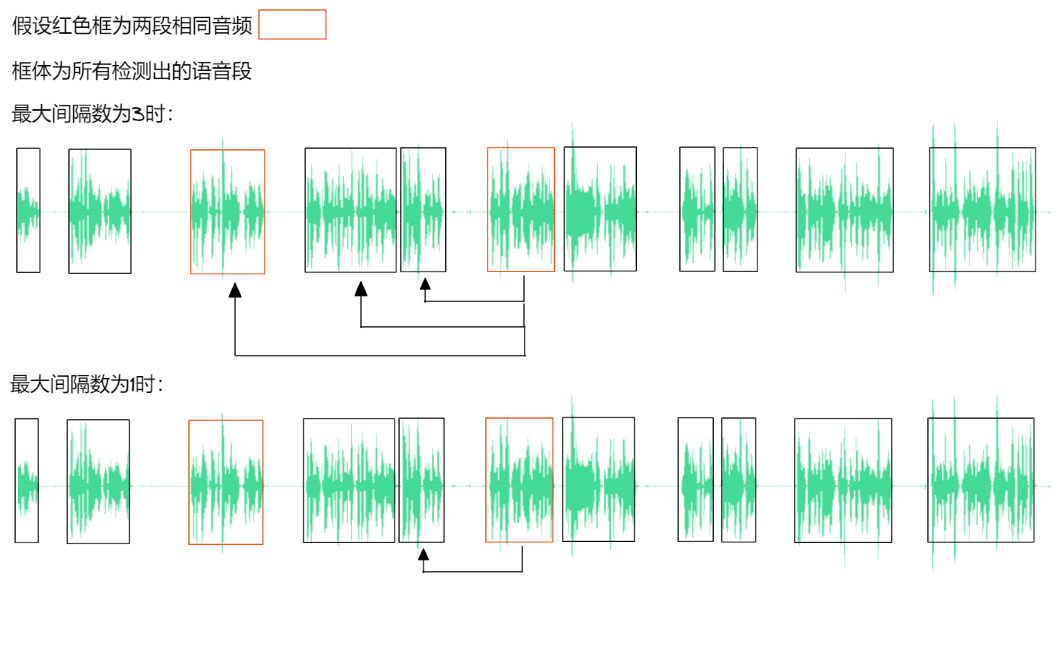 假设红色框为两段相同音频
框体为所有检测出的语音段
最大间隔数为3时:
最大间隔数为1时: